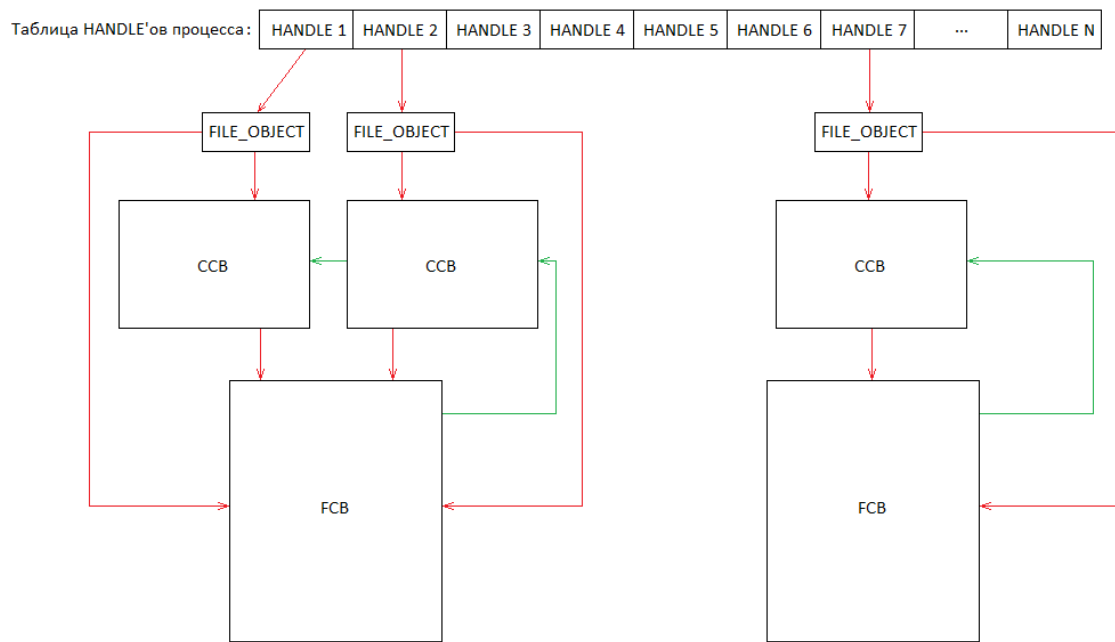 Таблица HANDLE'ов процесса: HANDLE 1 HANDLE 2 HANDLE 3 HANDLE 4 HANDLE 5 HANDLE 6 HANDLE 7 ... HANDLE N
FILE_OBJECT FILE_OBJECT FILE_OBJECT
CCB CCB CCB
FCB FCB